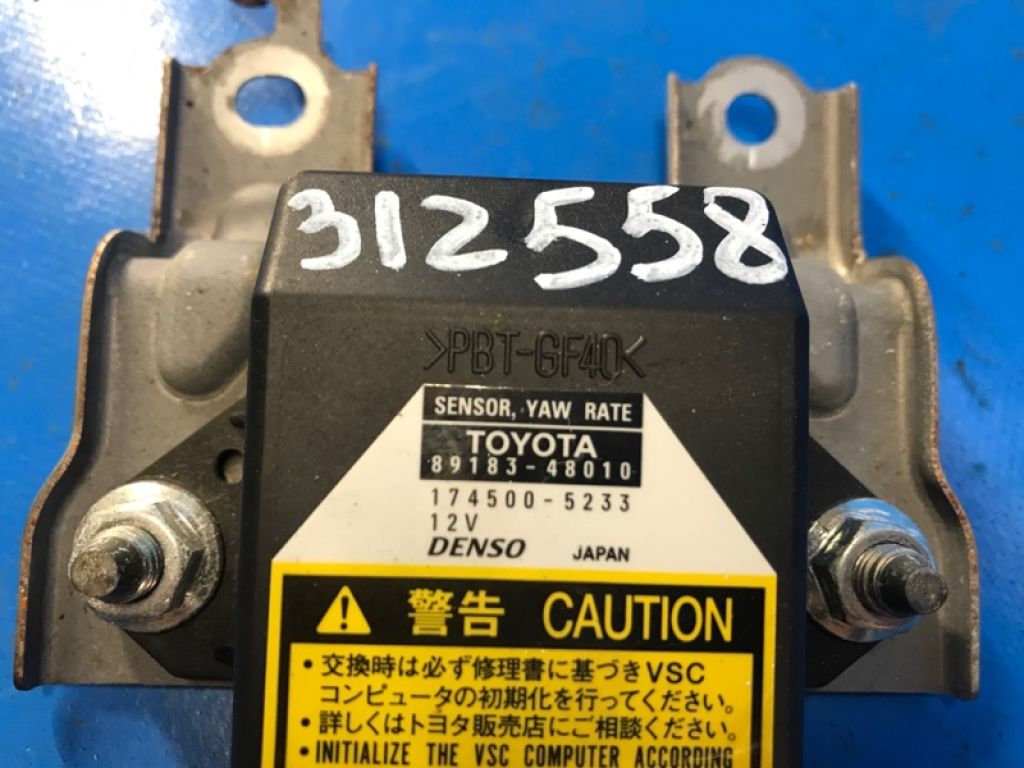 312558
>PBT-GF40<
SENSOR, YAW RATE
TOYOTA
89183-48010
174500-5233
12V
DENSO JAPAN
警告 CAUTION
・交換時は必ず修理書に基づきVSC
コンピュータの初期化を行ってください。
・詳しくはトヨタ販売店にご相談ください。
・INITIALIZE THE VSC COMPUTER ACCORDING